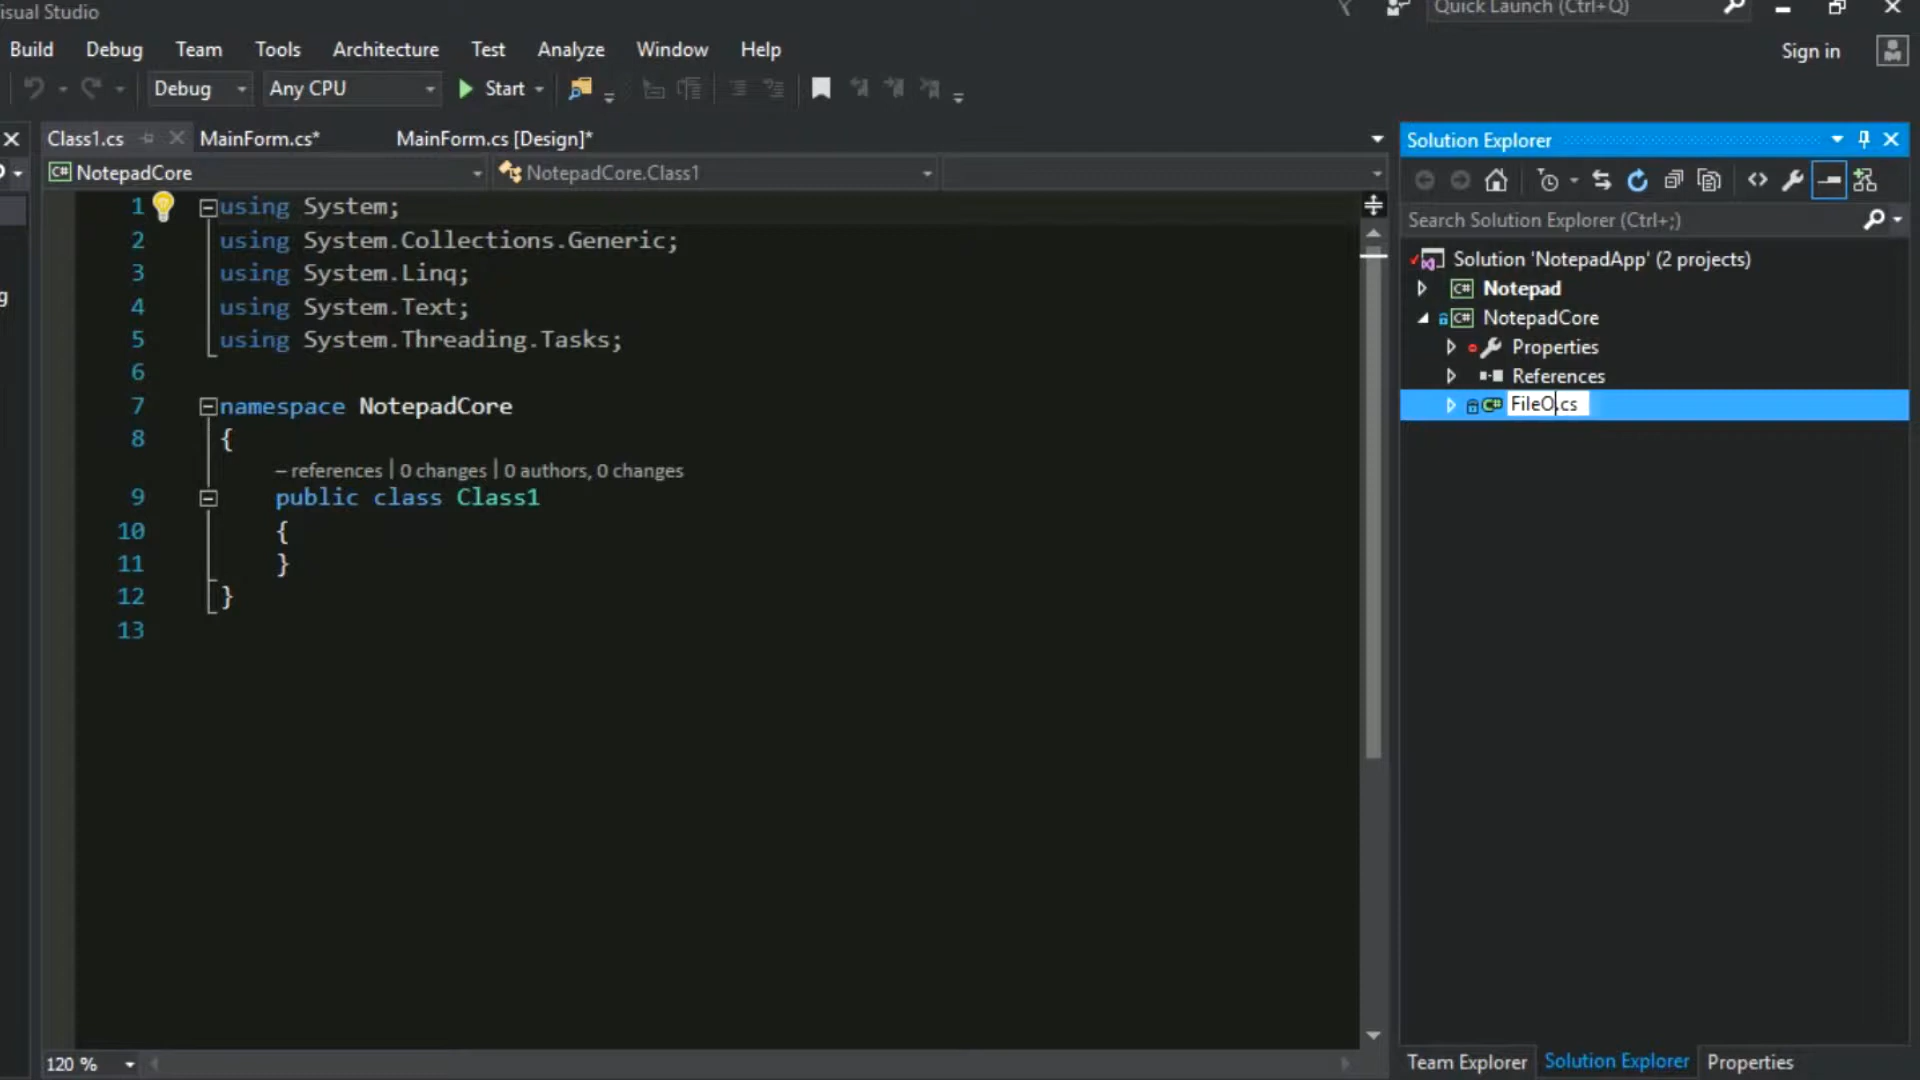 isual Studio
Quick Launch (Ctrl+Q)
Build Debug Team Tools Architecture Test Analyze Window Help
Sign in
Debug Any CPU Start
Class1.cs MainForm.cs* MainForm.cs [Design]*
NotepadCore NotepadCore.Class1
1 using System;
2 using System.Collections.Generic;
3 using System.Linq;
4 using System.Text;
5 using System.Threading.Tasks;
6
7 namespace NotepadCore
8 {
– references | 0 changes | 0 authors, 0 changes
9 public class Class1
10 {
11 }
12 }
13
120 %
g
Solution Explorer
Search Solution Explorer (Ctrl+;)
Solution 'NotepadApp' (2 projects)
C# Notepad
C# NotepadCore
Properties
References
C# FileO.cs
Team Explorer Solution Explorer Properties